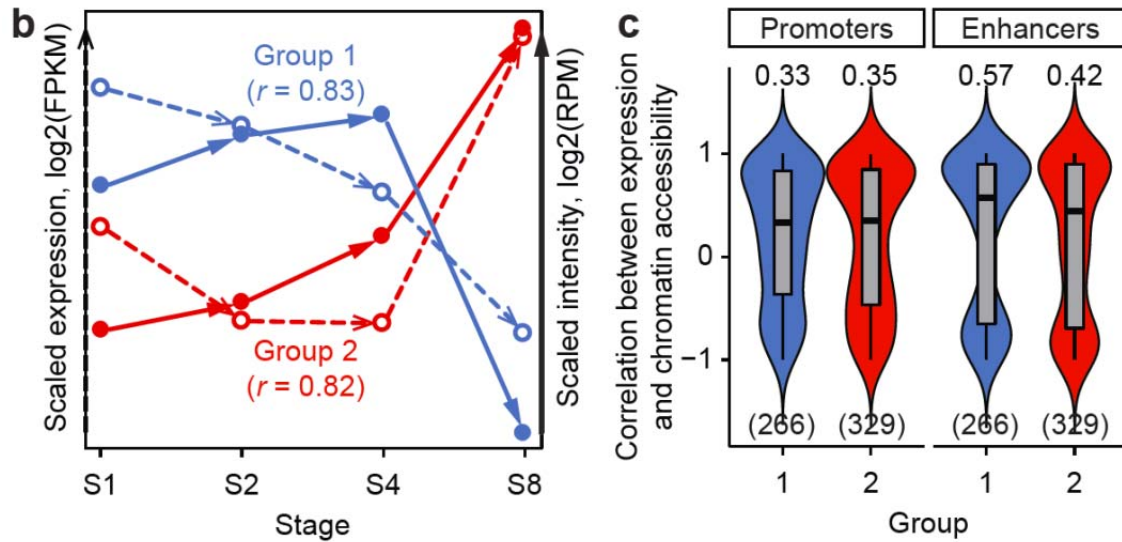 b
Scaled expression, log2(FPKM)
Group 1
(r = 0.83)
Group 2
(r = 0.82)
Scaled intensity, log2(RPM)
S1 S2 S4 S8
Stage
c
Promoters Enhancers
Correlation between expression
and chromatin accessibility
0.33 0.35 0.57 0.42
1
0
−1
(266) (329) (266) (329)
1 2 1 2
Group